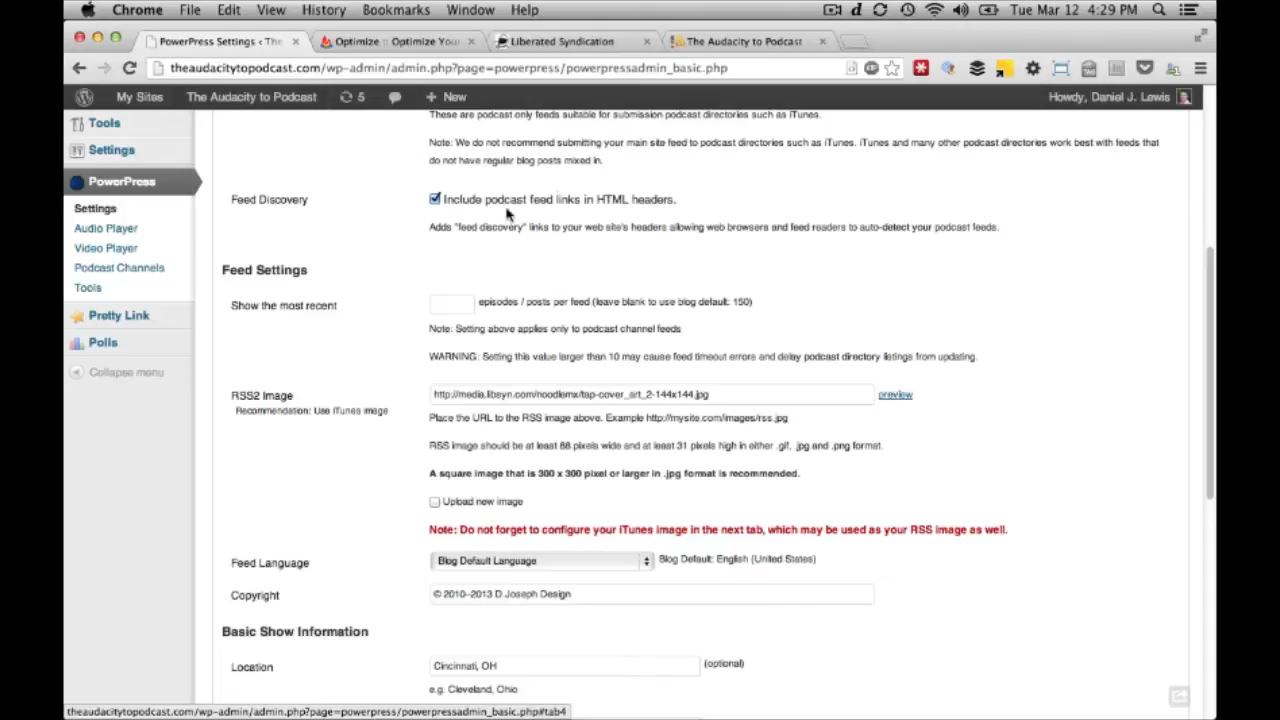 Chrome File Edit View History Bookmarks Window Help Tue Mar 12 4:29 PM
PowerPress Settings ‹ The Optimize :: Optimize Your Liberated Syndication The Audacity to Podcast
theaudacitytopodcast.com/wp-admin/admin.php?page=powerpress/powerpressadmin_basic.php
My Sites The Audacity to Podcast 5 + New Howdy, Daniel J. Lewis
Tools
Settings
PowerPress
Settings
Audio Player
Video Player
Podcast Channels
Tools
Pretty Link
Polls
Collapse menu
These are podcast only feeds suitable for submission podcast directories such as iTunes.
Note: We do not recommend submitting your main site feed to podcast directories such as iTunes. iTunes and many other podcast directories work best with feeds that
do not have regular blog posts mixed in.
Feed Discovery Include podcast feed links in HTML headers.
Adds "feed discovery" links to your web site's headers allowing web browsers and feed readers to auto-detect your podcast feeds.
Feed Settings
Show the most recent episodes / posts per feed (leave blank to use blog default: 150)
Note: Setting above applies only to podcast channel feeds
WARNING: Setting this value larger than 10 may cause feed timeout errors and delay podcast directory listings from updating.
RSS2 Image http://media.libsyn.com/noodlemx/tap-cover_art_2-144x144.jpg preview
Recommendation: Use iTunes image
Place the URL to the RSS image above. Example http://mysite.com/images/rss.jpg
RSS image should be at least 88 pixels wide and at least 31 pixels high in either .gif, .jpg and .png format.
A square image that is 300 x 300 pixel or larger in .jpg format is recommended.
Upload new image
Note: Do not forget to configure your iTunes image in the next tab, which may be used as your RSS image as well.
Feed Language Blog Default Language Blog Default: English (United States)
Copyright © 2010–2013 D.Joseph Design
Basic Show Information
Location Cincinnati, OH (optional)
e.g. Cleveland, Ohio
theaudacitytopodcast.com/wp-admin/admin.php?page=powerpress/powerpressadmin_basic.php#tab4